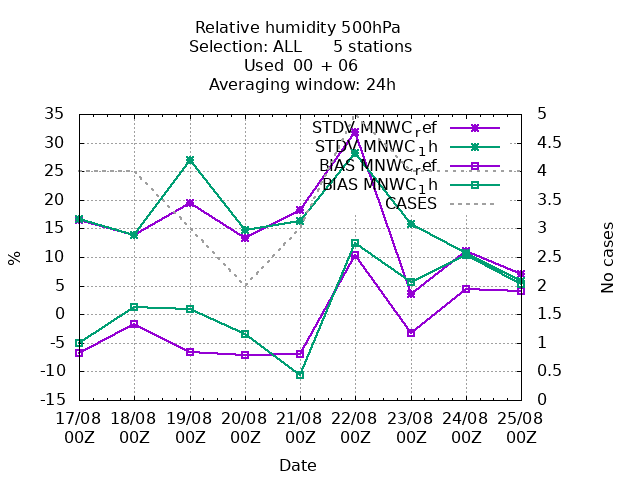 Relative humidity 500hPa
Selection: ALL 5 stations
Used 00 + 06
Averaging window: 24h
35
30
25
20
15
10
5
0
-5
-10
-15
%
5
4.5
4
3.5
3
2.5
2
1.5
1
0.5
0
No cases
STDV MNWC_ref
STDV MNWC_1h
BIAS MNWC_ref
BIAS MNWC_1h
CASES
17/08 18/08 19/08 20/08 21/08 22/08 23/08 24/08 25/08
00Z 00Z 00Z 00Z 00Z 00Z 00Z 00Z 00Z
Date